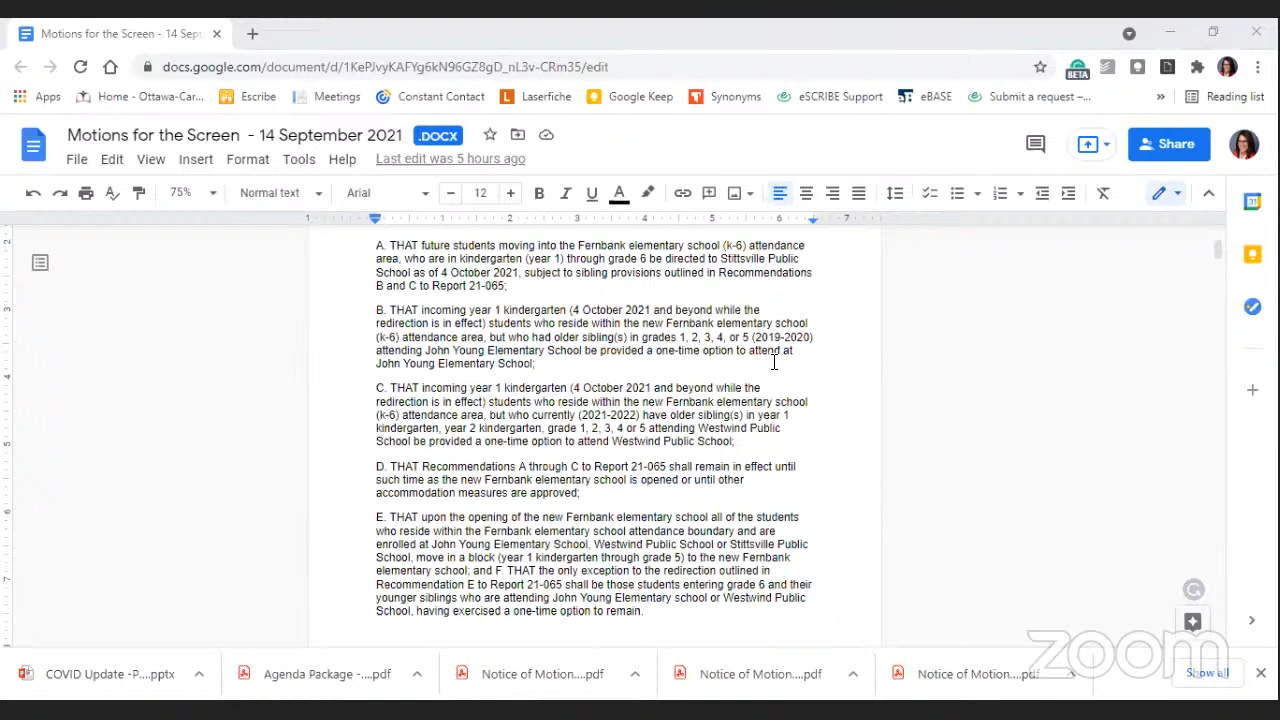 Motions for the Screen - 14 Sept
docs.google.com/document/d/1KePJvyKAFYg6kN96GZ8gD_nL3v-CRm35/edit
BETA
Apps
Home - Ottawa-Car...
Escribe
Meetings
Constant Contact
Laserfiche
Google Keep
Synonyms
eSCRIBE Support
eBASE
Submit a request –...
Reading list
Motions for the Screen - 14 September 2021
.DOCX
Share
File Edit View Insert Format Tools Help Last edit was 5 hours ago
75% Normal text Arial 12
1 1 2 3 4 5 6 7
A. THAT future students moving into the Fernbank elementary school (k-6) attendance
area, who are in kindergarten (year 1) through grade 6 be directed to Stittsville Public
School as of 4 October 2021, subject to sibling provisions outlined in Recommendations
B and C to Report 21-065;
B. THAT incoming year 1 kindergarten (4 October 2021 and beyond while the
redirection is in effect) students who reside within the new Fernbank elementary school
(k-6) attendance area, but who had older sibling(s) in grades 1, 2, 3, 4, or 5 (2019-2020)
attending John Young Elementary School be provided a one-time option to attend at
John Young Elementary School;
C. THAT incoming year 1 kindergarten (4 October 2021 and beyond while the
redirection is in effect) students who reside within the new Fernbank elementary school
(k-6) attendance area, but who currently (2021-2022) have older sibling(s) in year 1
kindergarten, year 2 kindergarten, grade 1, 2, 3, 4 or 5 attending Westwind Public
School be provided a one-time option to attend Westwind Public School;
D. THAT Recommendations A through C to Report 21-065 shall remain in effect until
such time as the new Fernbank elementary school is opened or until other
accommodation measures are approved;
E. THAT upon the opening of the new Fernbank elementary school all of the students
who reside within the Fernbank elementary school attendance boundary and are
enrolled at John Young Elementary School, Westwind Public School or Stittsville Public
School, move in a block (year 1 kindergarten through grade 5) to the new Fernbank
elementary school; and F. THAT the only exception to the redirection outlined in
Recommendation E to Report 21-065 shall be those students entering grade 6 and their
younger siblings who are attending John Young Elementary school or Westwind Public
School, having exercised a one-time option to remain.
zoom
COVID Update -P....pptx
Agenda Package -....pdf
Notice of Motion....pdf
Notice of Motion....pdf
Notice of Motion....pdf
Show all